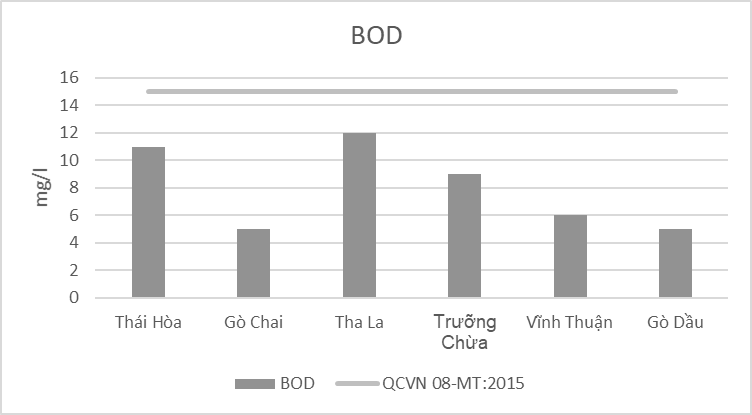 BOD
16
14
12
10
8
6
4
2
0
mg/l
Thái Hòa
Gò Chai
Tha La
Trưỡng
Chừa
Vĩnh Thuận
Gò Dầu
BOD
QCVN 08-MT:2015